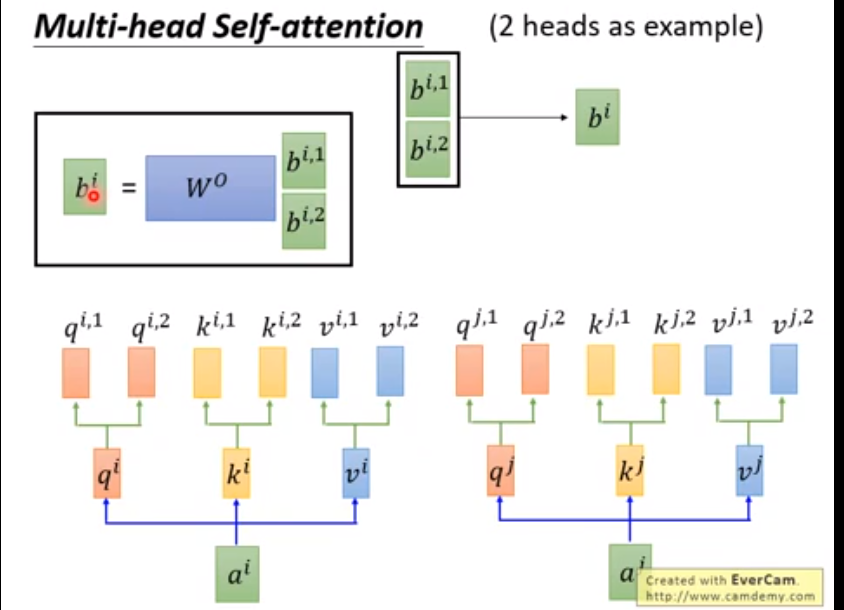 Multi-head Self-attention (2 heads as example)
b^{i,1}
b^{i,2}
b^i
b^i = W^O
b^{i,1}
b^{i,2}
q^{i,1} q^{i,2} k^{i,1} k^{i,2} v^{i,1} v^{i,2} q^{j,1} q^{j,2} k^{j,1} k^{j,2} v^{j,1} v^{j,2}
q^i k^i v^i q^j k^j v^j
a^i a^j
Created with EverCam.
http://www.camdemy.com